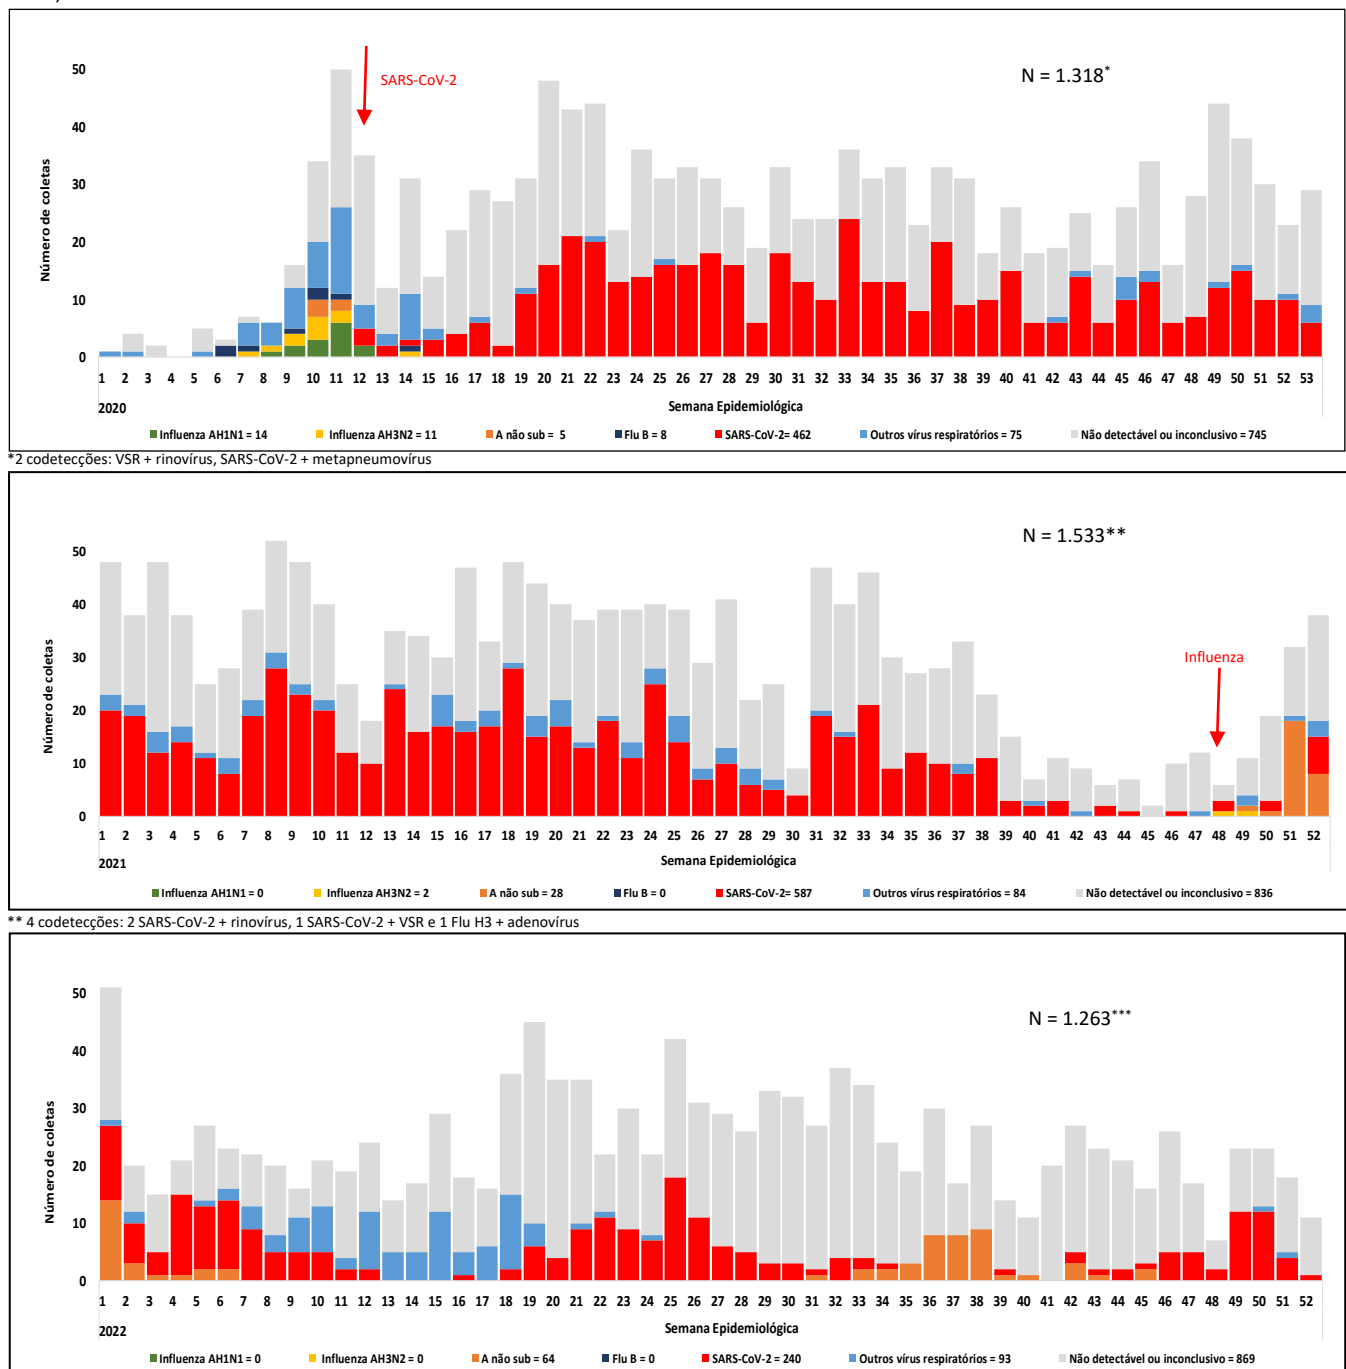 50
40
30
20
10
0
Número de coletas
SARS-CoV-2
N = 1.318*
1 2 3 4 5 6 7 8 9 10 11 12 13 14 15 16 17 18 19 20 21 22 23 24 25 26 27 28 29 30 31 32 33 34 35 36 37 38 39 40 41 42 43 44 45 46 47 48 49 50 51 52 53
2020
Semana Epidemiológica
Influenza AH1N1 = 14 Influenza AH3N2 = 11 A não sub = 5 Flu B = 8 SARS-CoV-2= 462 Outros vírus respiratórios = 75 Não detectável ou inconclusivo = 745
*2 codetecções: VSR + rinovírus, SARS-CoV-2 + metapneumovírus
50
40
30
20
10
0
Número de coletas
N = 1.533**
Influenza
1 2 3 4 5 6 7 8 9 10 11 12 13 14 15 16 17 18 19 20 21 22 23 24 25 26 27 28 29 30 31 32 33 34 35 36 37 38 39 40 41 42 43 44 45 46 47 48 49 50 51 52
2021
Semana Epidemiológica
Influenza AH1N1 = 0 Influenza AH3N2 = 2 A não sub = 28 Flu B = 0 SARS-CoV-2= 587 Outros vírus respiratórios = 84 Não detectável ou inconclusivo = 836
** 4 codetecções: 2 SARS-CoV-2 + rinovírus, 1 SARS-CoV-2 + VSR e 1 Flu H3 + adenovírus
50
40
30
20
10
0
Número de coletas
N = 1.263***
1 2 3 4 5 6 7 8 9 10 11 12 13 14 15 16 17 18 19 20 21 22 23 24 25 26 27 28 29 30 31 32 33 34 35 36 37 38 39 40 41 42 43 44 45 46 47 48 49 50 51 52
2022
Semana Epidemiológica
Influenza AH1N1 = 0 Influenza AH3N2 = 0 A não sub = 64 Flu B = 0 SARS-CoV-2 = 240 Outros vírus respiratórios = 93 Não detectável ou inconclusivo = 869